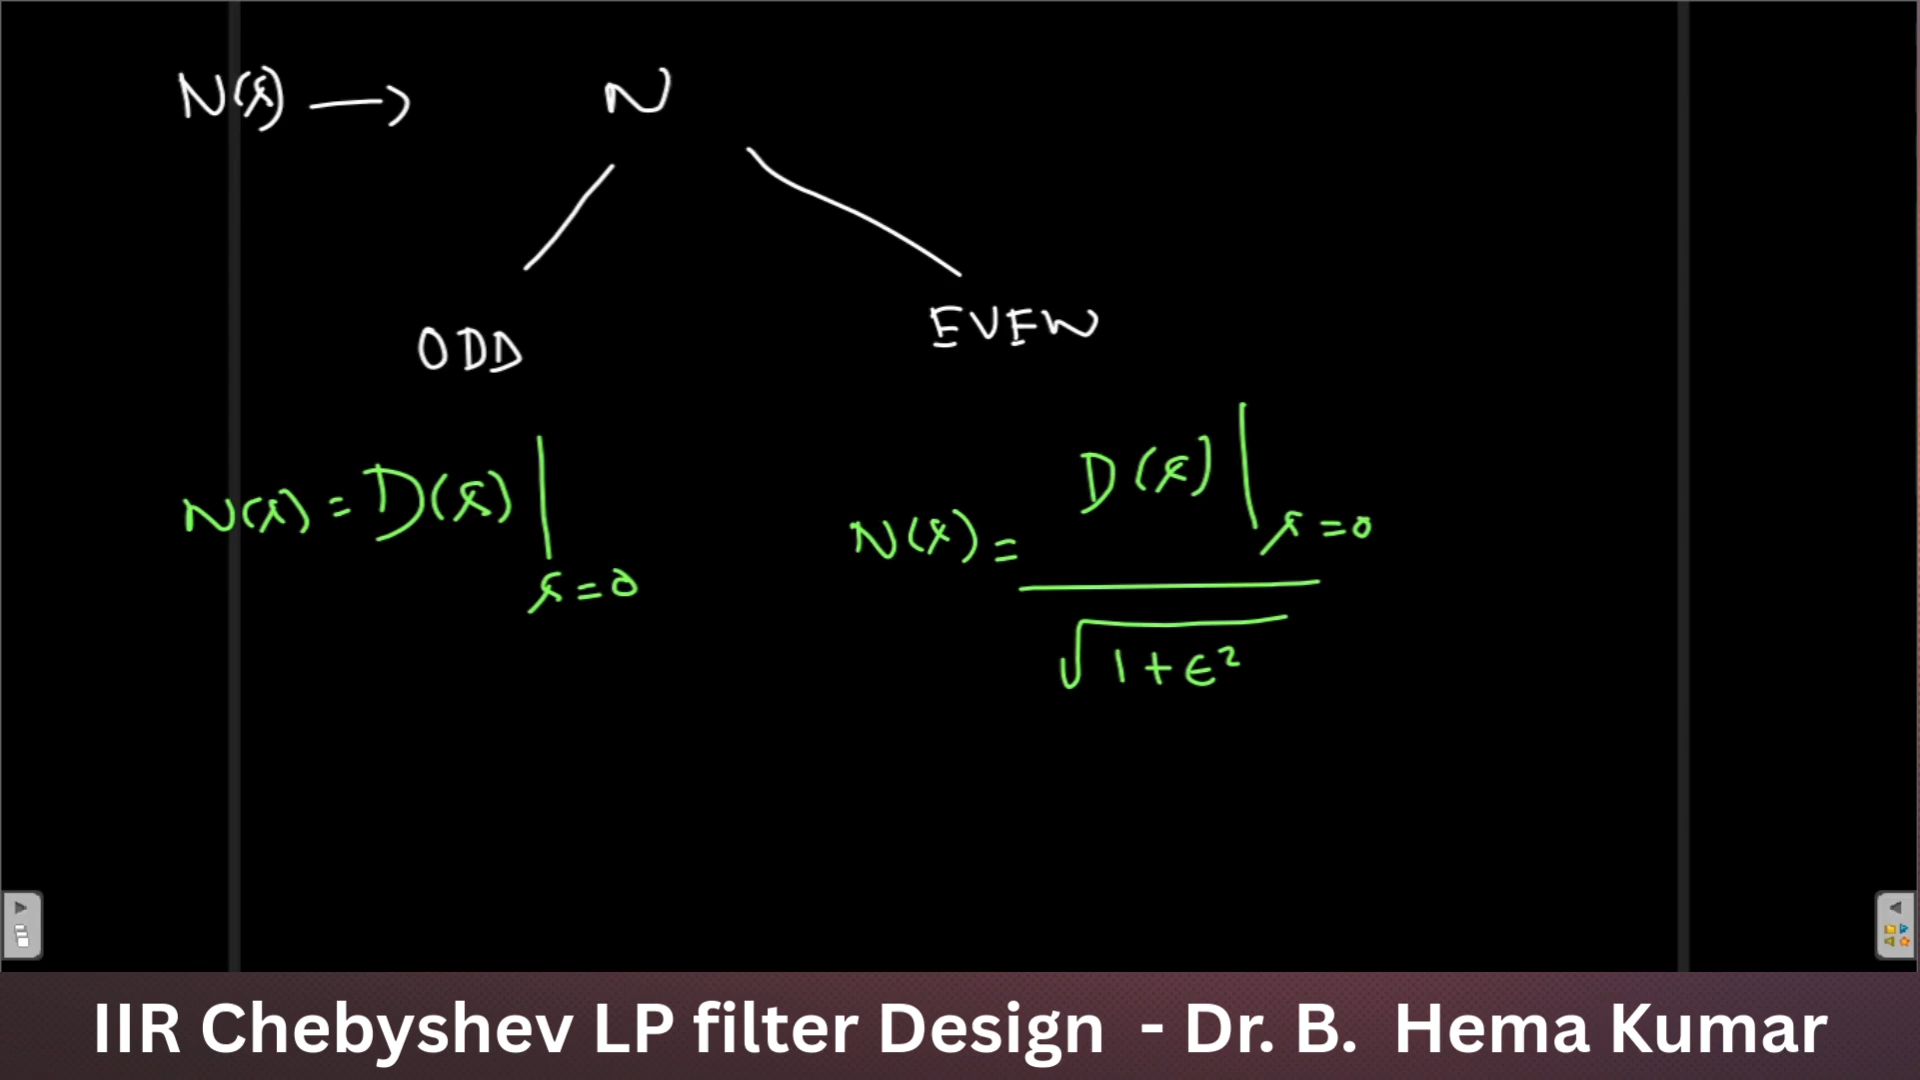 N(s) → N
ODD EVEN
N(s) = D(s) | s=0
N(s) = D(s) | s=0 / √1+ϵ²
IIR Chebyshev LP filter Design - Dr. B. Hema Kumar